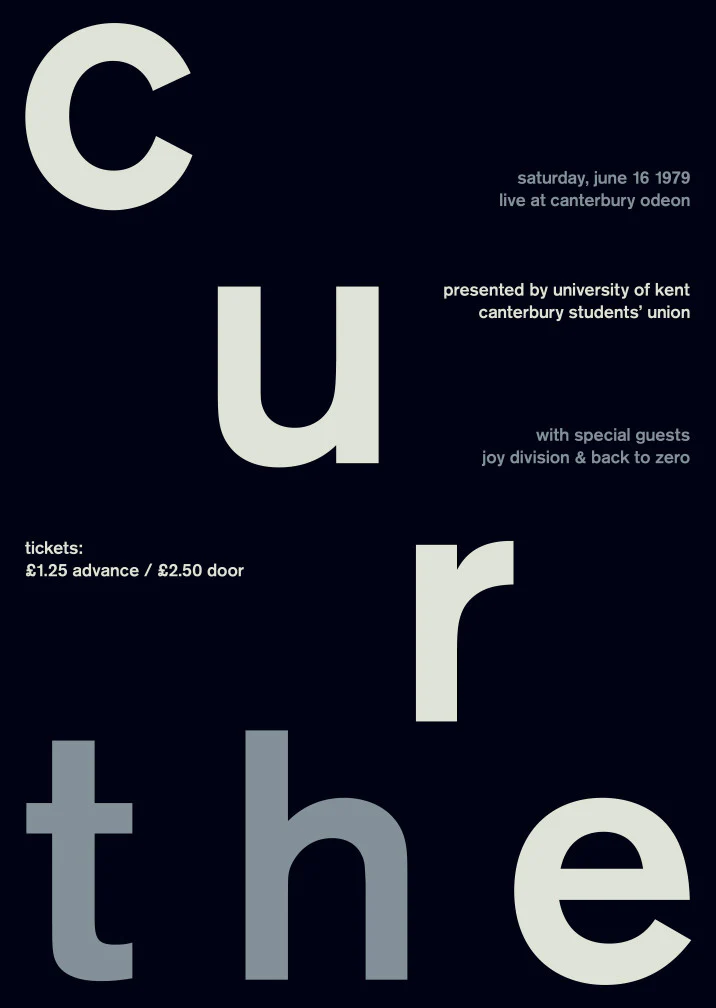 c
saturday, june 16 1979
live at canterbury odeon
u
presented by university of kent
canterbury students’ union
with special guests
joy division & back to zero
tickets:
£1.25 advance / £2.50 door
r
t h e